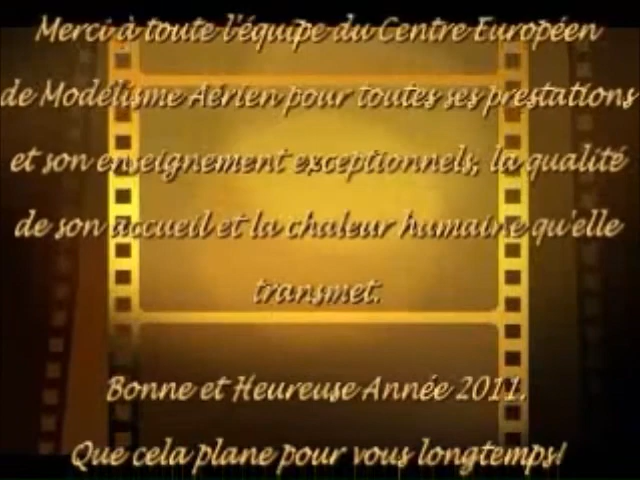 Merci à toute l'équipe du Centre Européen
de Modélisme Aérien pour toutes ses prestations
et son enseignement exceptionnels, la qualité
de son accueil et la chaleur humaine qu'elle
transmet.
Bonne et Heureuse Année 2011.
Que cela plane pour vous longtemps!